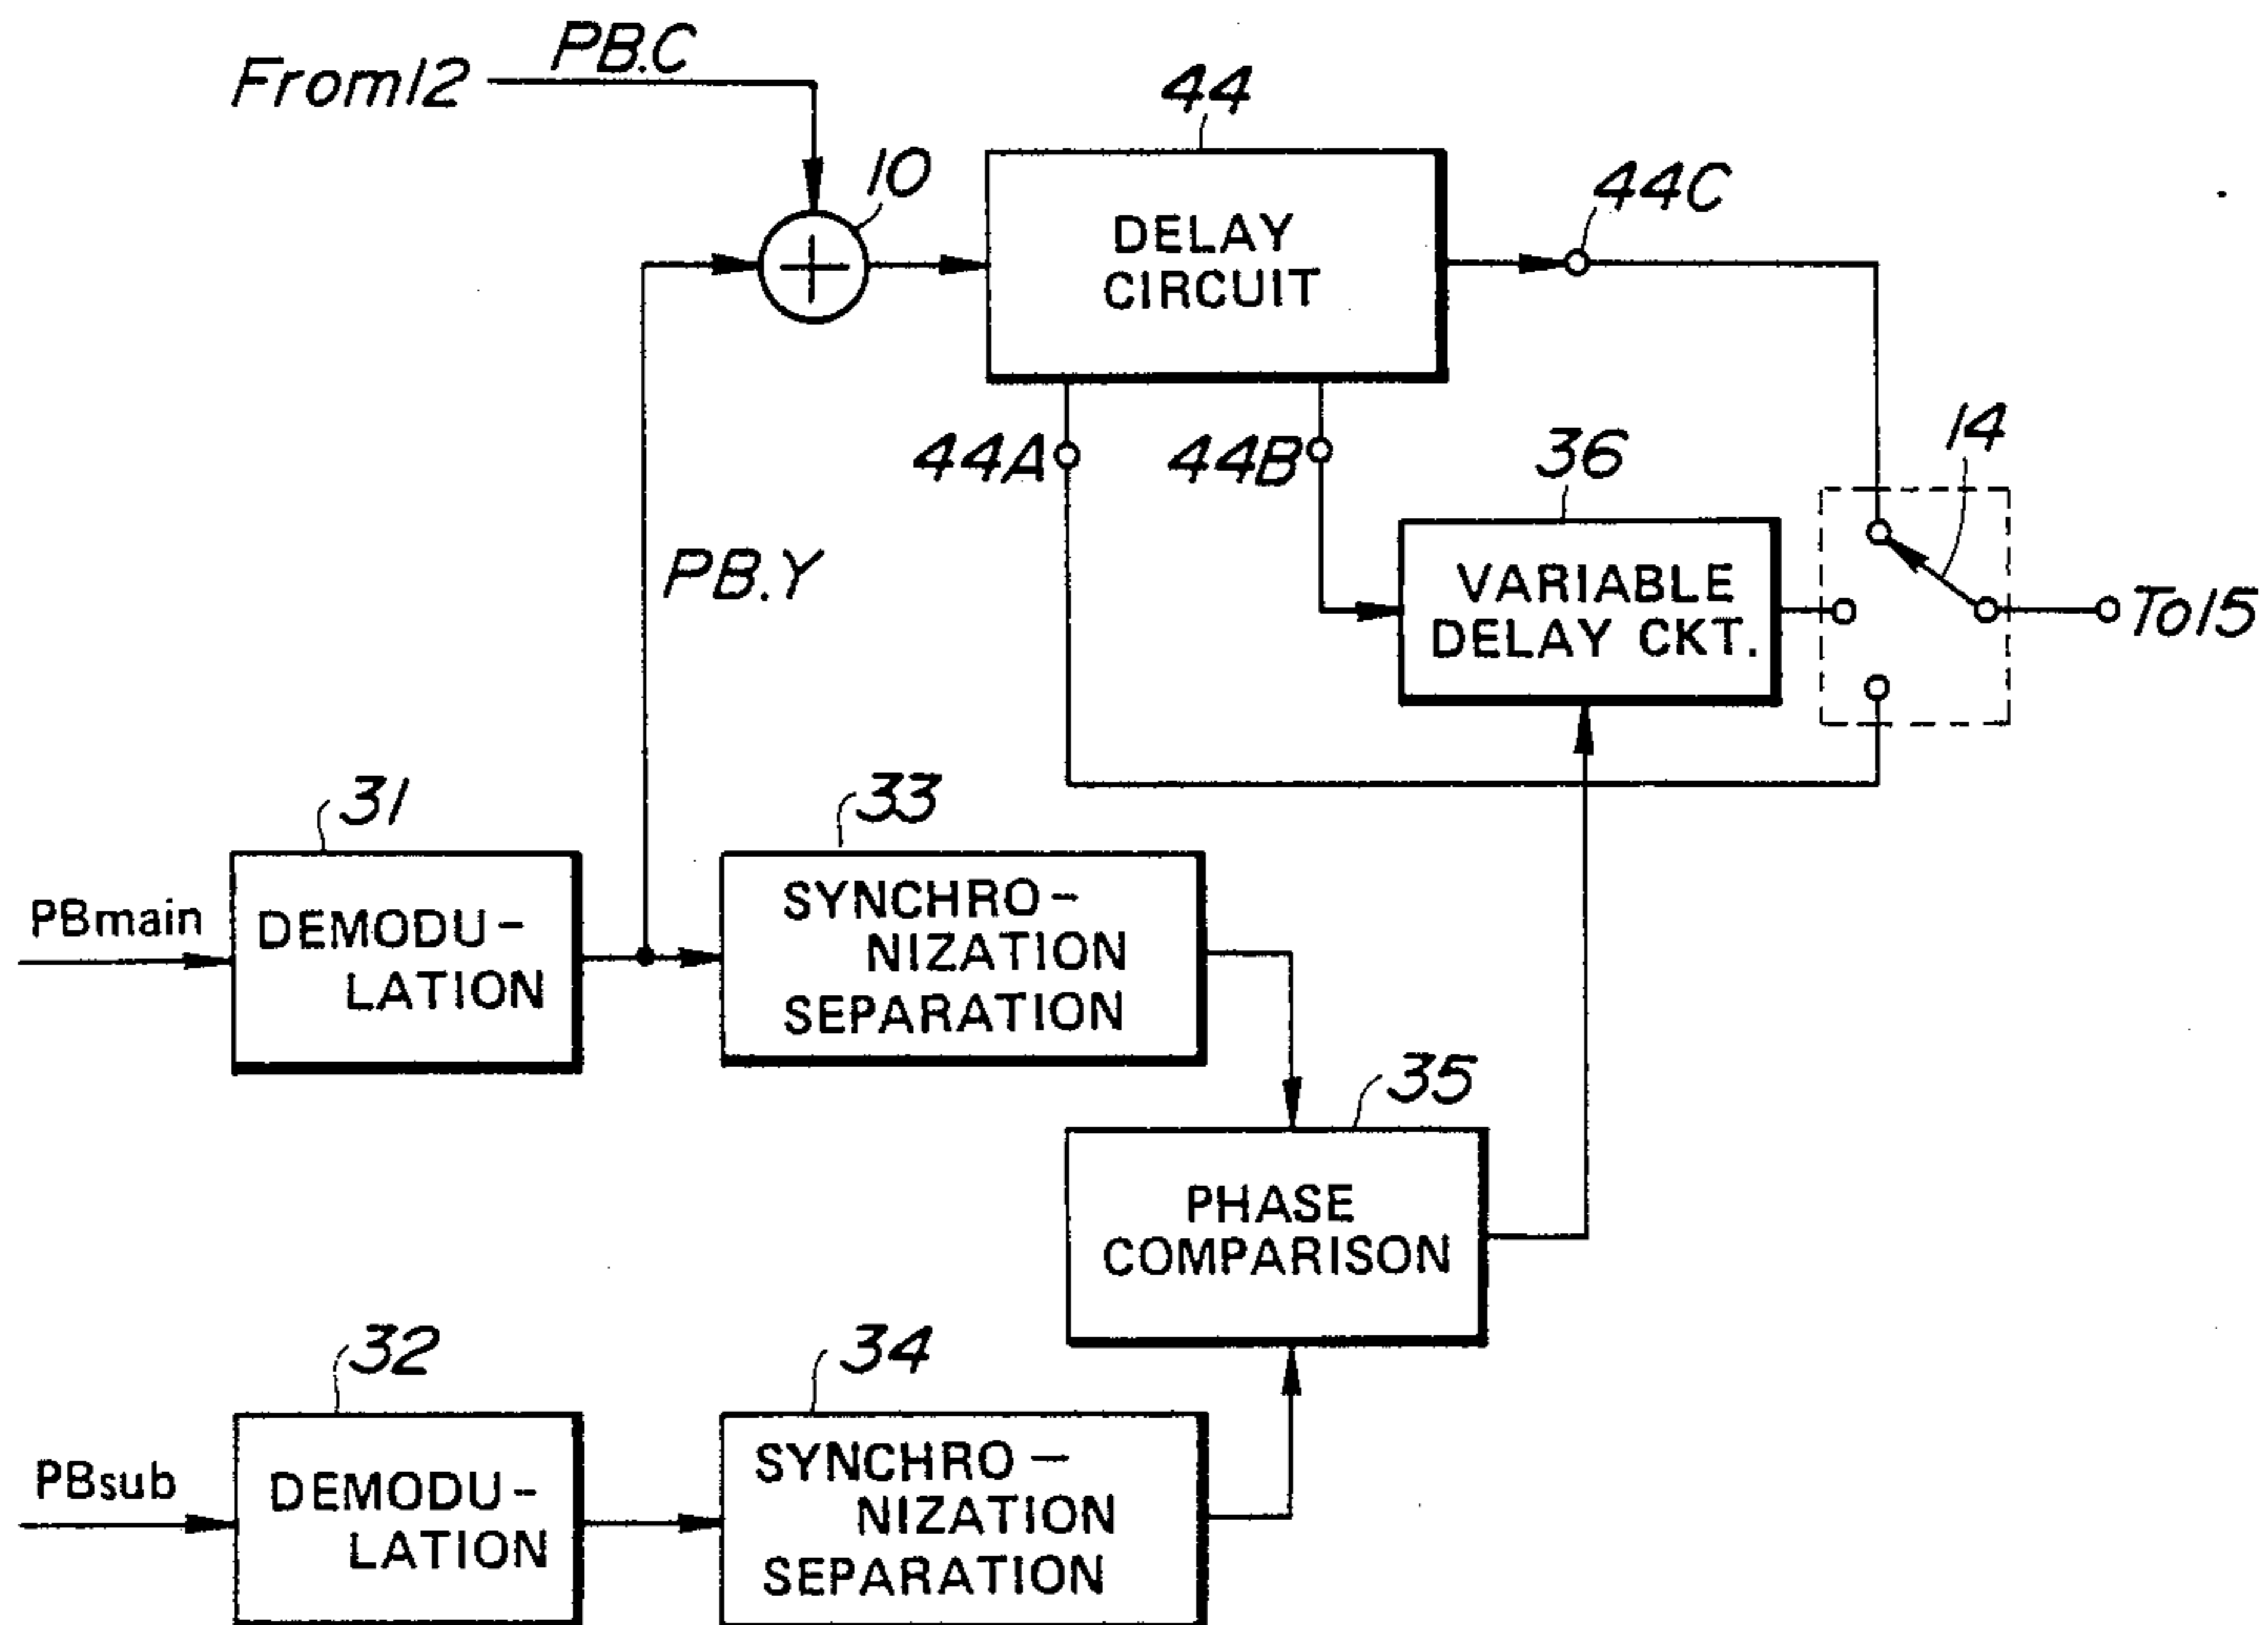 From12
PB.C
44
10
DELAY
CIRCUIT
44C
44A
44B
36
14
PB.Y
VARIABLE
DELAY CKT.
To15
31
33
PBmain
DEMODU-
LATION
SYNCHRO-
NIZATION
SEPARATION
35
PHASE
COMPARISON
32
34
PBsub
DEMODU-
LATION
SYNCHRO-
NIZATION
SEPARATION